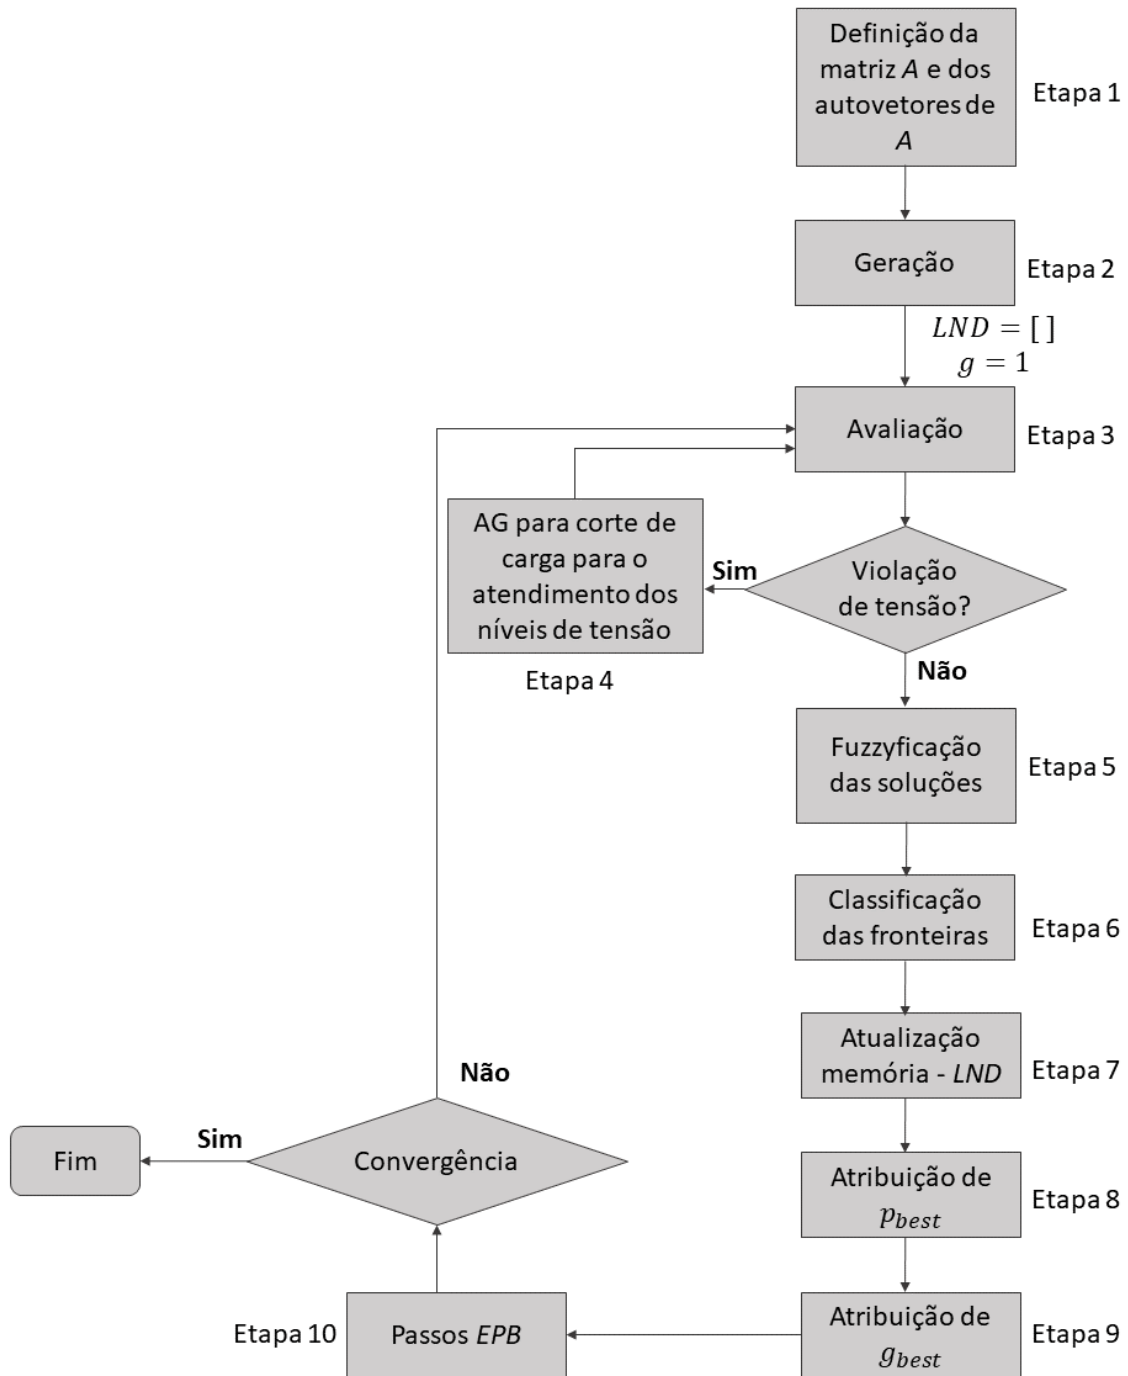 Definição da
matriz A e dos
autovetores de
A
Etapa 1
Geração
Etapa 2
LND = [ ]
g = 1
Avaliação
Etapa 3
AG para corte de
carga para o
atendimento dos
níveis de tensão
Etapa 4
Sim
Violação
de tensão?
Não
Fuzzyficação
das soluções
Etapa 5
Classificação
das fronteiras
Etapa 6
Atualização
memória - LND
Etapa 7
Não
Sim
Fim
Convergência
Atribuição de
p_best
Etapa 8
Etapa 10
Passos EPB
Atribuição de
g_best
Etapa 9